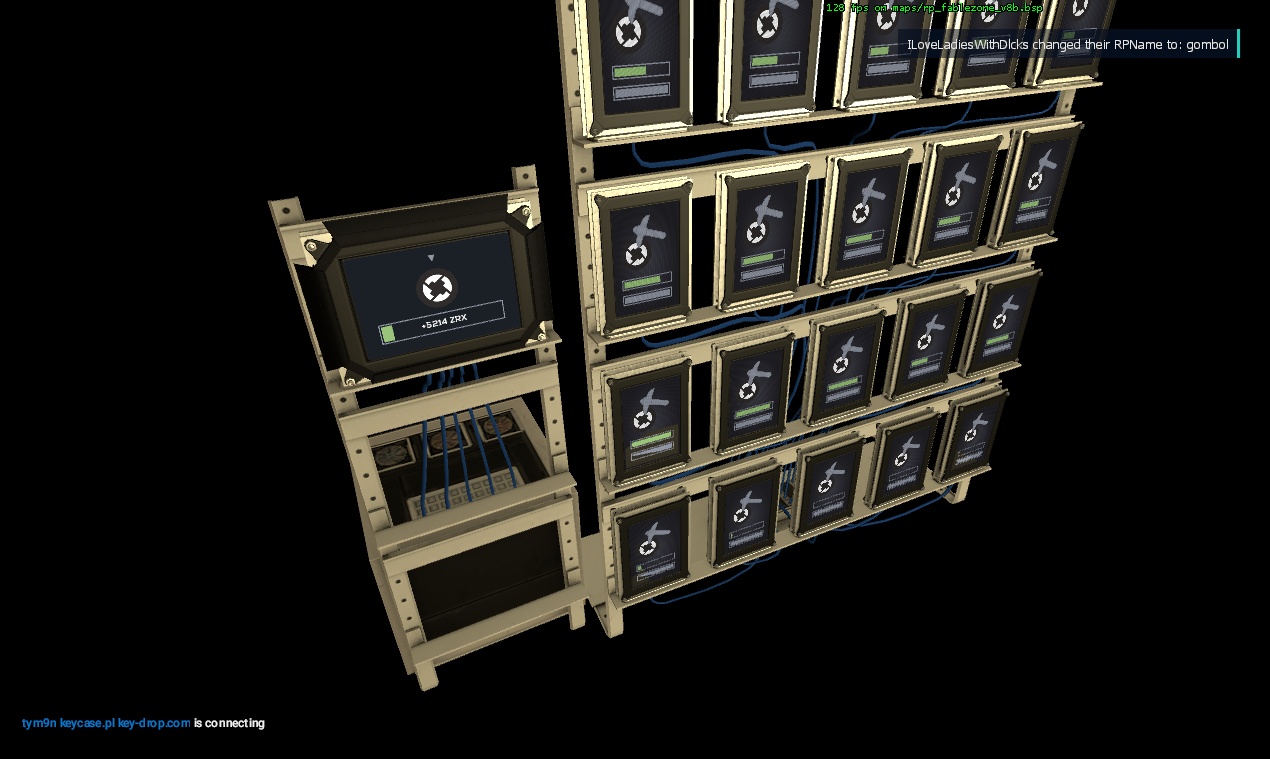 128 fps on maps/rp_fablezone_v8b.bsp
ILoveLadiesWithDlcks changed their RPName to: gombol
+5214 ZRX
tym9n keycase.pl key-drop.com is connecting